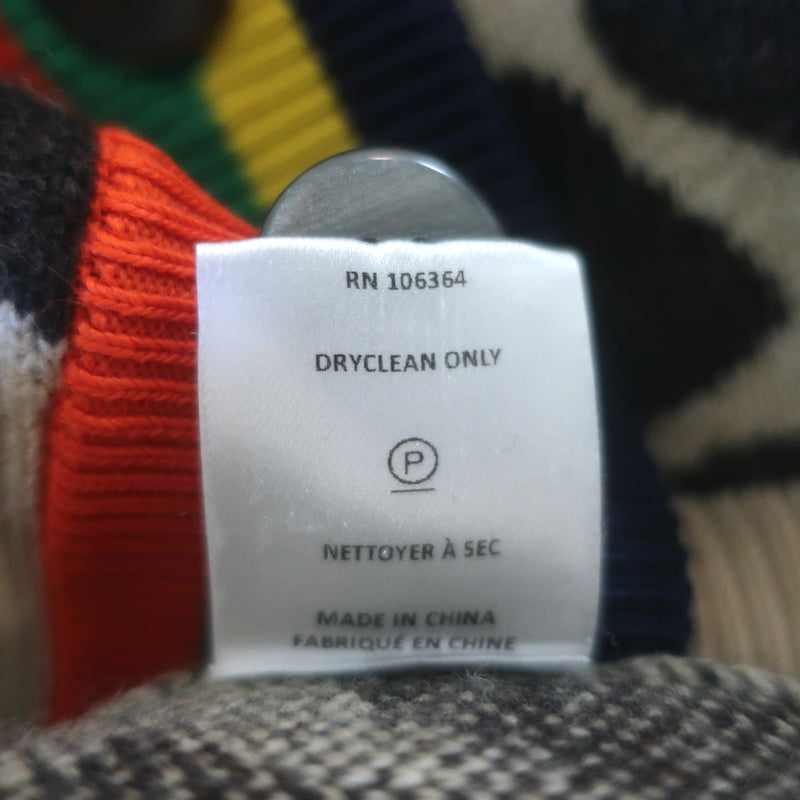 RN 106364
DRYCLEAN ONLY
P
NETTOYER À SEC
MADE IN CHINA
FABRIQUÉ EN CHINE